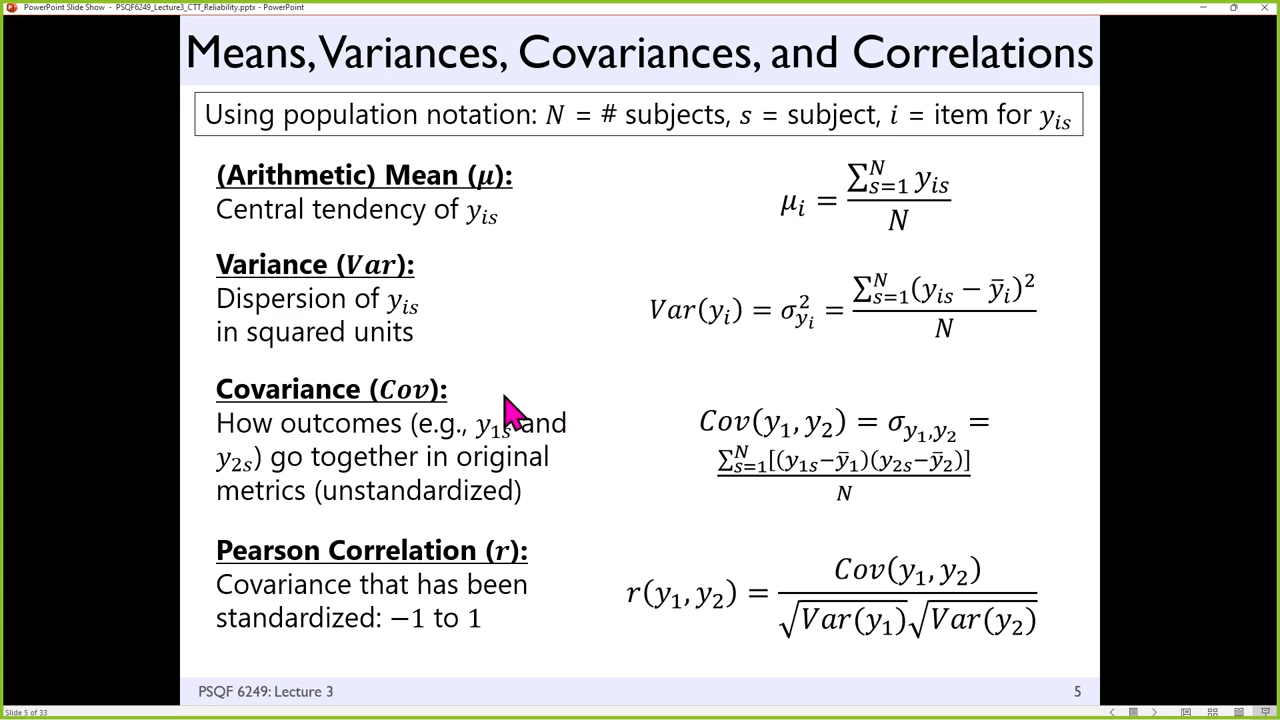 PowerPoint Slide Show - PSQF6249_Lecture3_CTT_Reliability.pptx - PowerPoint
Means, Variances, Covariances, and Correlations
Using population notation: N = # subjects, s = subject, i = item for y_is
(Arithmetic) Mean (μ):
Central tendency of y_is
μ_i = ∑_{s=1}^{N} y_is / N
Variance (Var):
Dispersion of y_is
in squared units
Var(y_i) = σ²_{y_i} = ∑_{s=1}^{N} (y_is − ȳ_i)² / N
Covariance (Cov):
How outcomes (e.g., y_1s and
y_2s) go together in original
metrics (unstandardized)
Cov(y_1, y_2) = σ_{y_1,y_2} =
∑_{s=1}^{N} [(y_1s − ȳ_1)(y_2s − ȳ_2)] / N
Pearson Correlation (r):
Covariance that has been
standardized: −1 to 1
r(y_1, y_2) = Cov(y_1, y_2) / √Var(y_1) √Var(y_2)
PSQF 6249: Lecture 3
5
Slide 5 of 33